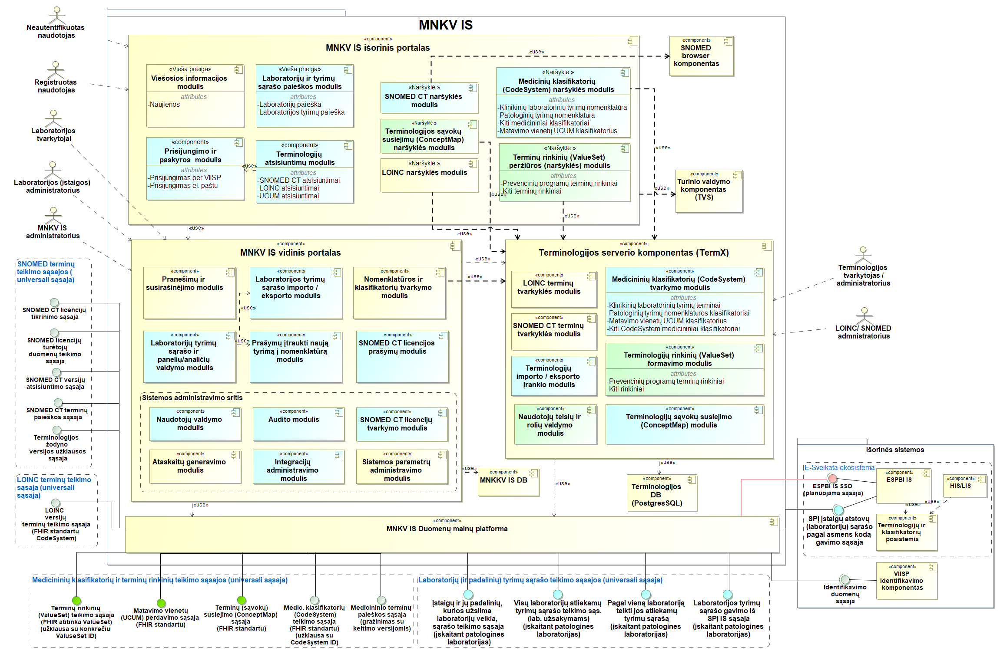 MNKV IS
Neautentifikuotas
naudotojas
Registruotas
naudotojas
Laboratorijos
tvarkytojai
Laboratorijos (įstaigos)
administratorius
MNKV IS
administratorius
«component»
MNKV IS išorinis portalas
«Vieša prieiga»
Viešosios informacijos
modulis
attributes
-Naujienos
«Vieša prieiga»
Laboratorijų ir tyrimų
sąrašo paieškos modulis
attributes
-Laboratorijų paieška
-Laboratorijos tyrimų paieška
«component»
Prisijungimo ir
paskyros  modulis
attributes
-Prisijungimas per VIISP
-Prisijungimas el. paštu
«use»
«component»
Terminologijų
atsisiuntimų modulis
attributes
-SNOMED CT atsisiuntimai
-LOINC atsisiuntimai
-UCUM atsisiuntimai
«Naršyklė »
SNOMED CT naršyklės
modulis
«Naršyklė »
Terminologijos sąvokų
susiejimų (ConceptMap)
naršyklės modulis
«Naršyklė »
LOINC naršyklės modulis
«Naršyklė »
Medicinių klasifikatorių
(CodeSystem) naršyklės modulis
attributes
-Klinikinių laboratorinių tyrimų nomenklatūra
-Patologinių tyrimų nomenklatūra
-Kiti medicininiai klasifikatoriai
-Matavimo vienetų UCUM klasifikatorius
«Naršyklė »
Terminų rinkinių (ValueSet)
peržiūros (naršyklės) modulis
attributes
-Prevencinių programų terminų rinkiniai
-Kiti terminų rinkiniai
«use»
«use»
«use»
«use»
«use»
«component»
SNOMED
browser
komponentas
«component»
Turinio valdymo
komponentas
(TVS)
«use»
«use»
«use»
«use»
«component»
MNKV IS vidinis portalas
«component»
Pranešimų ir
susirašinėjimo modulis
«component»
Laboratorijos tyrimų
sąrašo importo /
eksporto modulis
«component»
Nomenklatūros ir
klasifikatorių tvarkymo
modulis
«use»
«use»
«component»
Laboratorijų tyrimų
sąrašo ir
panelių/analičių
valdymo modulis
«component»
Prašymų įtraukti naują
tyrimą į nomenklatūrą
modulis
«component»
SNOMED CT licencijos
prašymų modulis
Sistemos administravimo sritis
«component»
Naudotojų valdymo
modulis
«component»
Audito modulis
«component»
SNOMED CT licencijų
tvarkymo modulis
«component»
Ataskaitų generavimo
modulis
«component»
Integracijų
administravimo
modulis
«component»
Sistemos parametrų
administravimo
modulis
«component»
Terminologijos serverio komponentas (TermX)
«component»
LOINC terminų
tvarkyklės modulis
«component»
SNOMED CT terminų
tvarkyklės modulis
«component»
Terminologijų
importo / eksporto
įrankio modulis
«component»
Naudotojų teisių ir
rolių valdymo
modulis
«component»
Medicininių klasifikatorių (CodeSystem)
tvarkymo modulis
attributes
-Klinikinių laboratorinių tyrimų terminai
-Patologinių tyrimų nomenklatūros klasifikatoriai
-Matavimo vienetų UCUM klasifikatorius
-Kiti CodeSystem medicininiai klasifikatoriai
«component»
Terminologijų rinkinių (ValueSet)
formavimo modulis
attributes
-Prevencinių programų terminų rinkiniai
-Kiti rinkiniai
«component»
Terminologijų sąvokų susiejimo
(ConceptMap) modulis
Terminologijos
tvarkytojas /
administratorius
LOINC/ SNOMED
admnistratorius
«use»
«component»
MNKKV IS DB
«use»
«use»
«component»
Terminologijos
DB
(PostgresSQL)
«use»
«component»
MNKV IS Duomenų mainų platforma
SNOMED terminų
teikimo sąsajos (
universali sąsaja)
SNOMED CT licencijų
tikrinimo sąsaja
SNOMED licencijų
turėtojų
duomenų teikimo
sąsaja
SNOMED CT versijų
atsisiuntimo sąsaja
SNOMED CT terminų
paieškos sąsaja
Terminologijos
žodyno
versijos užklausos
sąsaja
LOINC terminų teikimo
sąsaja (universali
sąsaja)
LOINC
versijų
terminų teikimo sąsaja
(FHIR standartu
CodeSystem)
Išorinės sistemos
E-Sveikata ekosistema
ESPBI IS SSO
(planuojama sąsaja)
«component»
ESPBI IS
«component»
HIS/LIS
«use»
«use»
SPĮ įstaigų atstovų
(laboratorijų) sąrašo
pagal asmens kodą
gavimo sąsaja
«component»
Terminologijų ir
klasifikatorių
posistemis
Identifikavimo
duomenų
sąsaja
«component»
VIISP
identifikavimo
komponentas
Medicininių klasifikatorių ir terminų rinkinių teikimo sąsajos (universali sąsaja)
Terminų rinkinių
(ValueSet) teikimo sąsaja
(FHIR atitinka ValueSet)
(užklausa su konkrečiu
ValuseSet ID)
Matavimo vienetų
(UCUM) perdavimo sąsaja
(FHIR standartu)
Terminų (sąvokų)
susiejimo (ConceptMap)
sąsaja
(FHIR standartu)
Medic. klasifikatorių
(CodeSystem)
teikimo sąsaja
(FHIR standartu)
(užklausa su
CodeSystem ID)
Medicininio terminų
paieškos sąsaja
(gražinimas su
keitimo versijomis)
Laboratorijų (ir padalinių) tyrimų sąrašo teikimo sąsajos (universali sąsaja)
Įstaigų ir jų padalinių,
kurios užsiima
laboratorijų veikla,
sąrašo teikimo sąsaja
(įskaitant patologines
laboratorijas)
Visų laboratorijų atliekamų
tyrimų sąrašo teikimo sąs.
(lab. užsakymams)
(įskaitant patologines
laboratorijas)
Pagal vieną laboratoriją
teikti jos atliekamų
tyrimų sąrašą
(įskaitant patologines
laboratorijas)
Laboratorijos tyrimų
sąrašo gavimo iš
SPĮ IS sąsaja
(įskaitant patologines
laboratorijas)